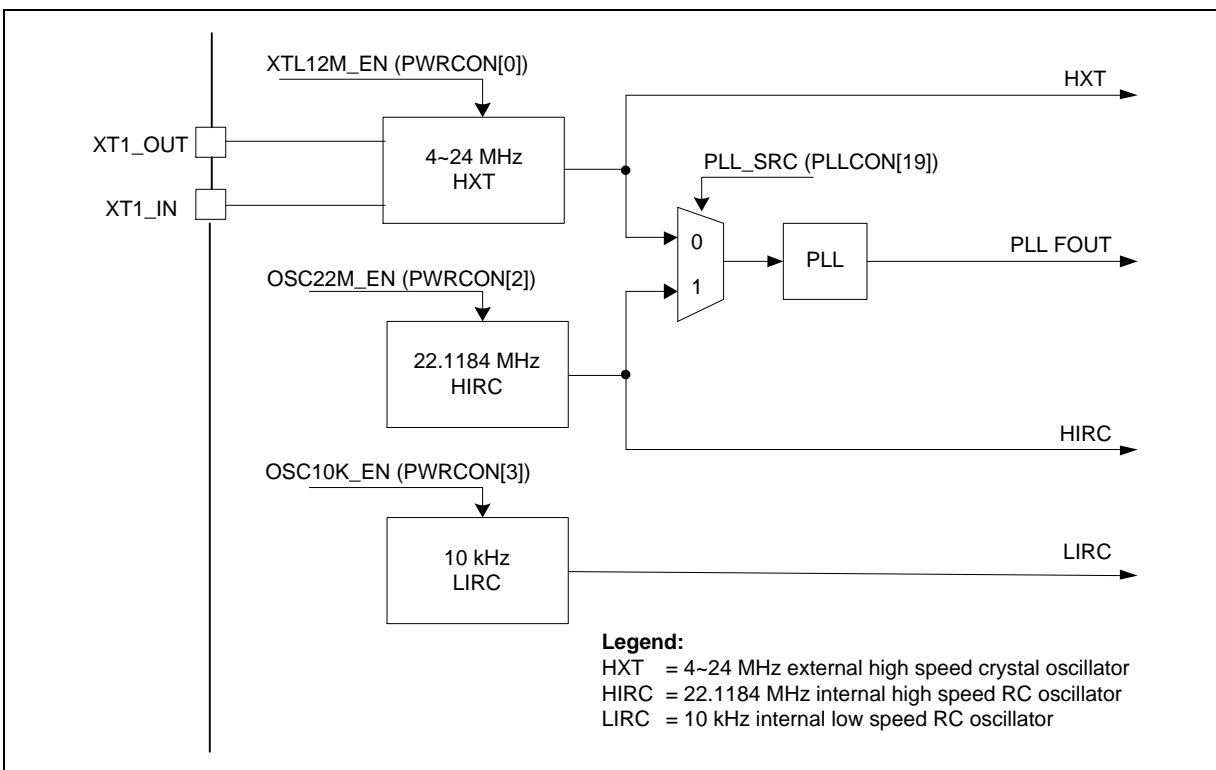 XTL12M_EN (PWRCON[0])
HXT
XT1_OUT
4~24 MHz
HXT
PLL_SRC (PLLCON[19])
XT1_IN
0
PLL
PLL FOUT
1
OSC22M_EN (PWRCON[2])
22.1184 MHz
HIRC
HIRC
OSC10K_EN (PWRCON[3])
10 kHz
LIRC
LIRC
Legend:
HXT = 4~24 MHz external high speed crystal oscillator
HIRC = 22.1184 MHz internal high speed RC oscillator
LIRC = 10 kHz internal low speed RC oscillator